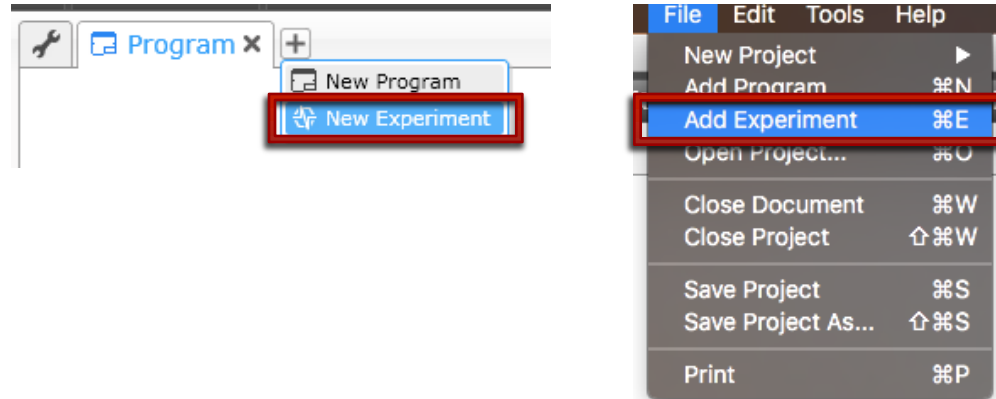 Program
New Program
New Experiment
File Edit Tools Help
New Project
Add Program ⌘N
Add Experiment ⌘E
Open Project... ⌘O
Close Document ⌘W
Close Project ⇧⌘W
Save Project ⌘S
Save Project As... ⇧⌘S
Print ⌘P